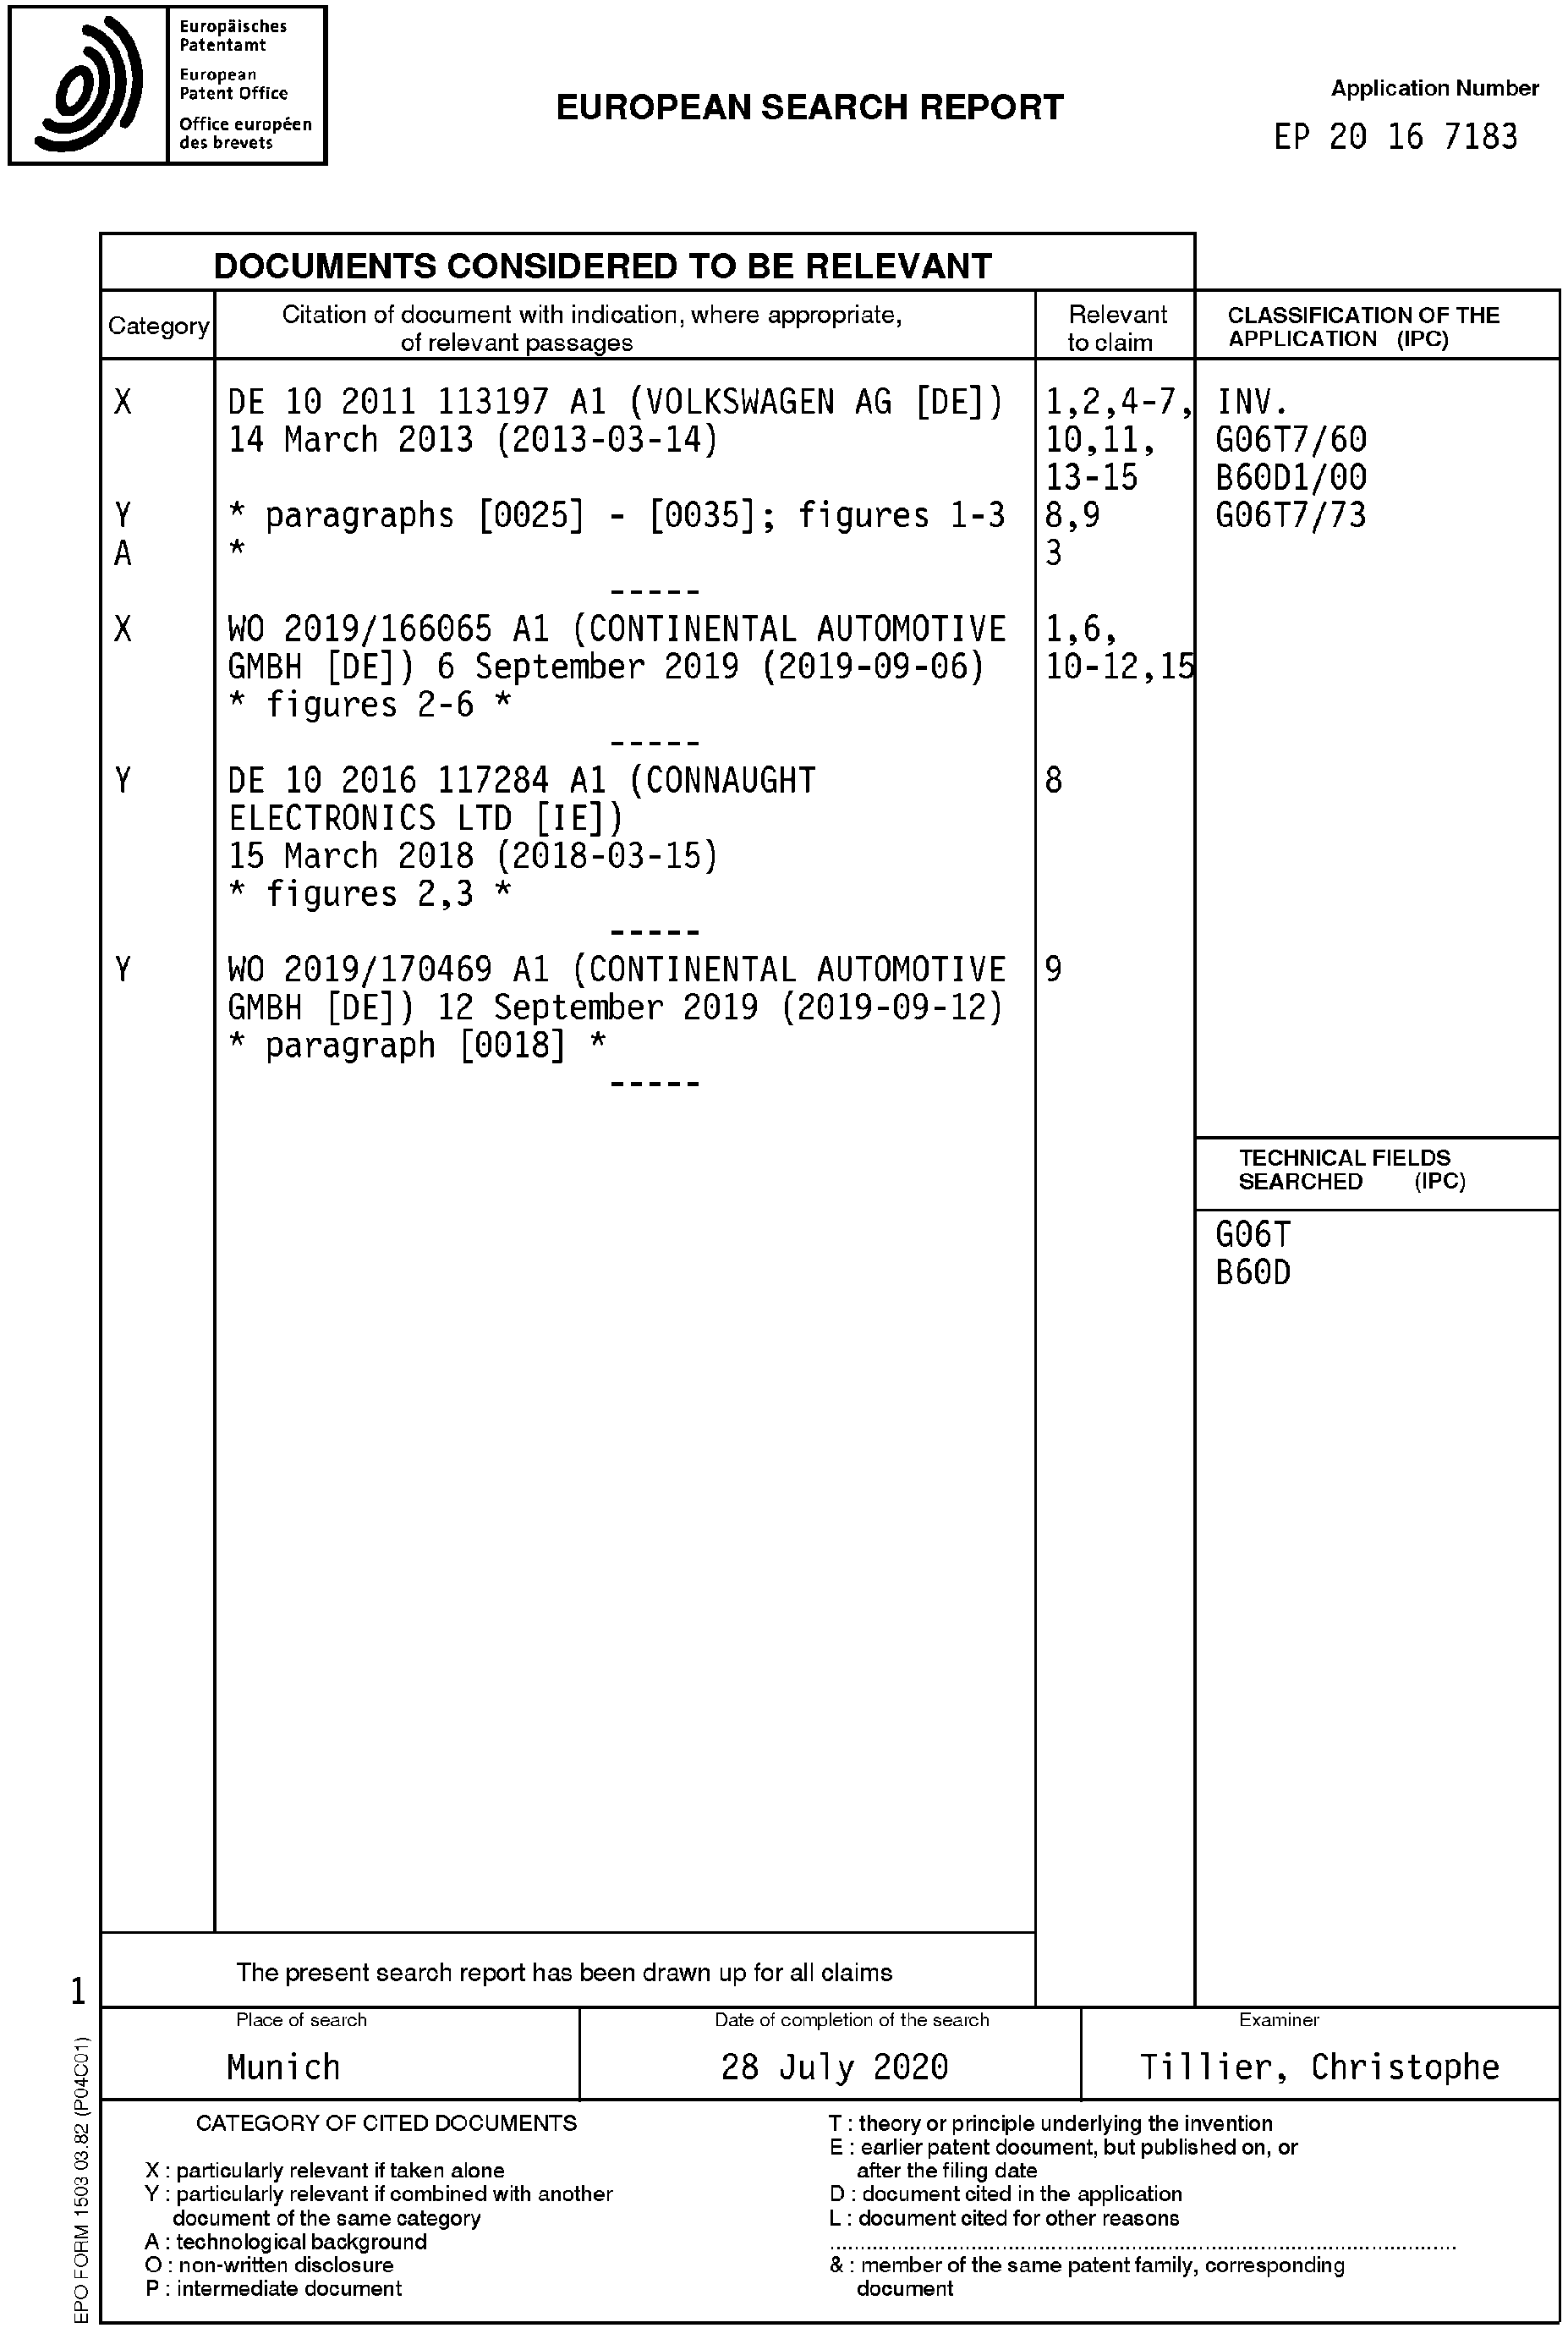 Europäisches
Patentamt
European
Patent Office
Office européen
des brevets
EUROPEAN SEARCH REPORT
Application Number
EP 20 16 7183
DOCUMENTS CONSIDERED TO BE RELEVANT
Category
Citation of document with indication, where appropriate,
of relevant passages
Relevant
to claim
CLASSIFICATION OF THE
APPLICATION (IPC)
X DE 10 2011 113197 A1 (VOLKSWAGEN AG [DE]) 1,2,4-7, INV.
14 March 2013 (2013-03-14) 10,11, G06T7/60
13-15 B60D1/00
Y * paragraphs [0025] - [0035]; figures 1-3 8,9 G06T7/73
A * 3
-----
X WO 2019/166065 A1 (CONTINENTAL AUTOMOTIVE 1,6,
GMBH [DE]) 6 September 2019 (2019-09-06) 10-12,15
* figures 2-6 *
-----
Y DE 10 2016 117284 A1 (CONNAUGHT 8
ELECTRONICS LTD [IE])
15 March 2018 (2018-03-15)
* figures 2,3 *
-----
Y WO 2019/170469 A1 (CONTINENTAL AUTOMOTIVE 9
GMBH [DE]) 12 September 2019 (2019-09-12)
* paragraph [0018] *
-----
TECHNICAL FIELDS
SEARCHED (IPC)
G06T
B60D
The present search report has been drawn up for all claims
1
EPO FORM 1503 03.82 (P04C01)
Place of search
Munich
Date of completion of the search
28 July 2020
Examiner
Tillier, Christophe
CATEGORY OF CITED DOCUMENTS
X : particularly relevant if taken alone
Y : particularly relevant if combined with another
document of the same category
A : technological background
O : non-written disclosure
P : intermediate document
T : theory or principle underlying the invention
E : earlier patent document, but published on, or
after the filing date
D : document cited in the application
L : document cited for other reasons
& : member of the same patent family, corresponding
document